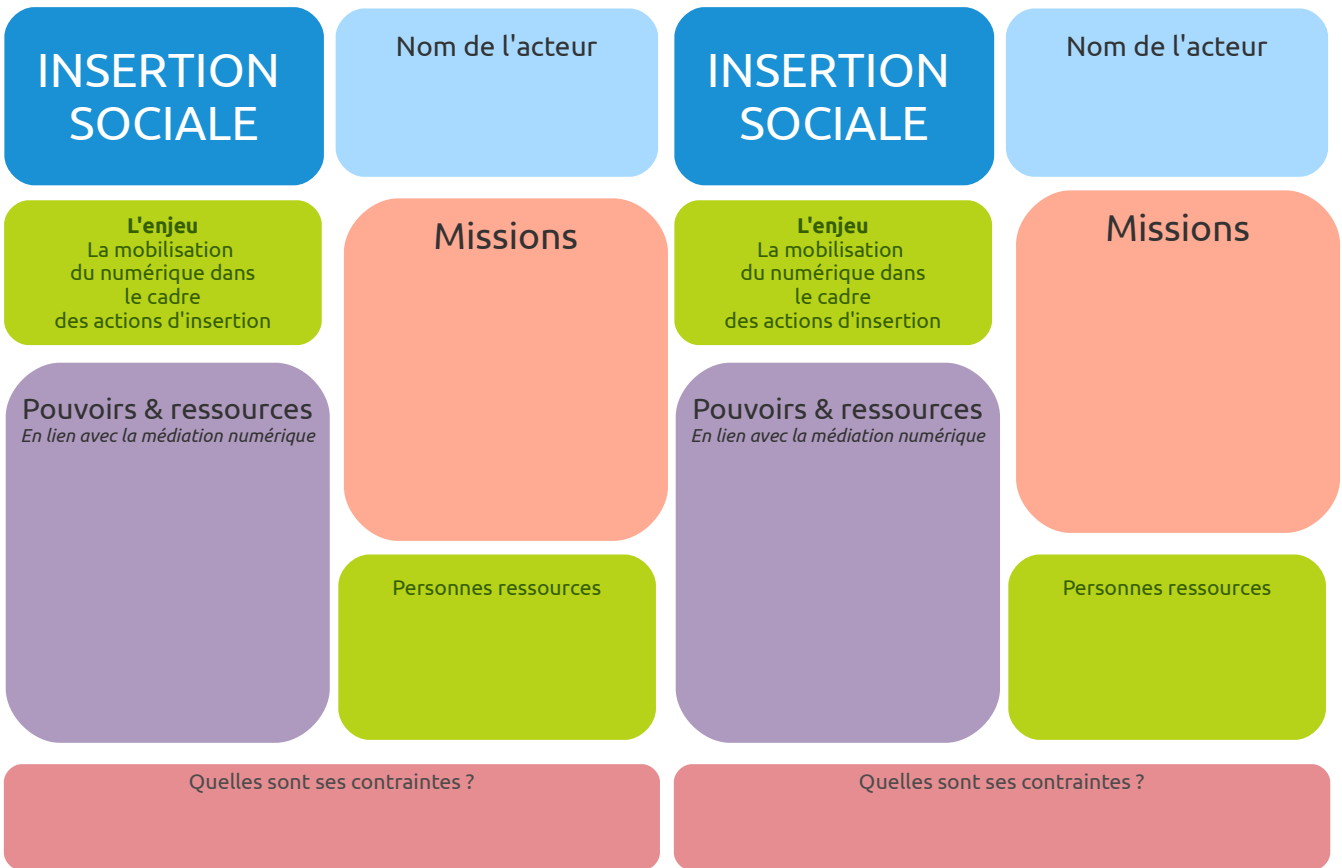 INSERTION
SOCIALE
Nom de l'acteur
L'enjeu
La mobilisation
du numérique dans
le cadre
des actions d'insertion
Missions
Pouvoirs & ressources
En lien avec la médiation numérique
Personnes ressources
Quelles sont ses contraintes ?
INSERTION
SOCIALE
Nom de l'acteur
L'enjeu
La mobilisation
du numérique dans
le cadre
des actions d'insertion
Missions
Pouvoirs & ressources
En lien avec la médiation numérique
Personnes ressources
Quelles sont ses contraintes ?